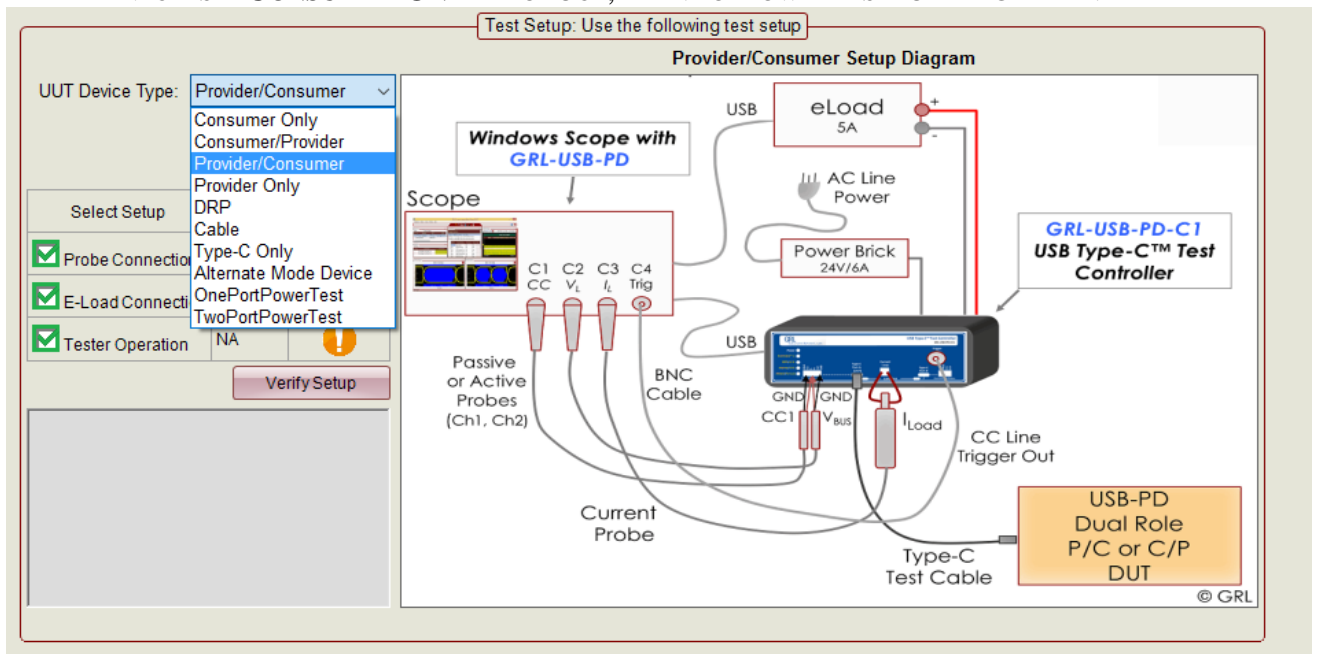 Test Setup: Use the following test setup
Provider/Consumer Setup Diagram
UUT Device Type:
Provider/Consumer
Consumer Only
Consumer/Provider
Provider/Consumer
Provider Only
DRP
Cable
Type-C Only
Alternate Mode Device
OnePortPowerTest
TwoPortPowerTest
Select Setup
Probe Connection
E-Load Connecti
Tester Operation
NA
Verify Setup
Windows Scope with
GRL-USB-PD
Scope
C1 C2 C3 C4
CC VL IL Trig
USB
eLoad
5A
+
-
AC Line
Power
Power Brick
24V/6A
GRL-USB-PD-C1
USB Type-C™ Test
Controller
USB
BNC
Cable
Passive
or Active
Probes
(Ch1, Ch2)
GND GND
CC1 VBUS
ILoad
CC Line
Trigger Out
Current
Probe
Type-C
Test Cable
USB-PD
Dual Role
P/C or C/P
DUT
© GRL